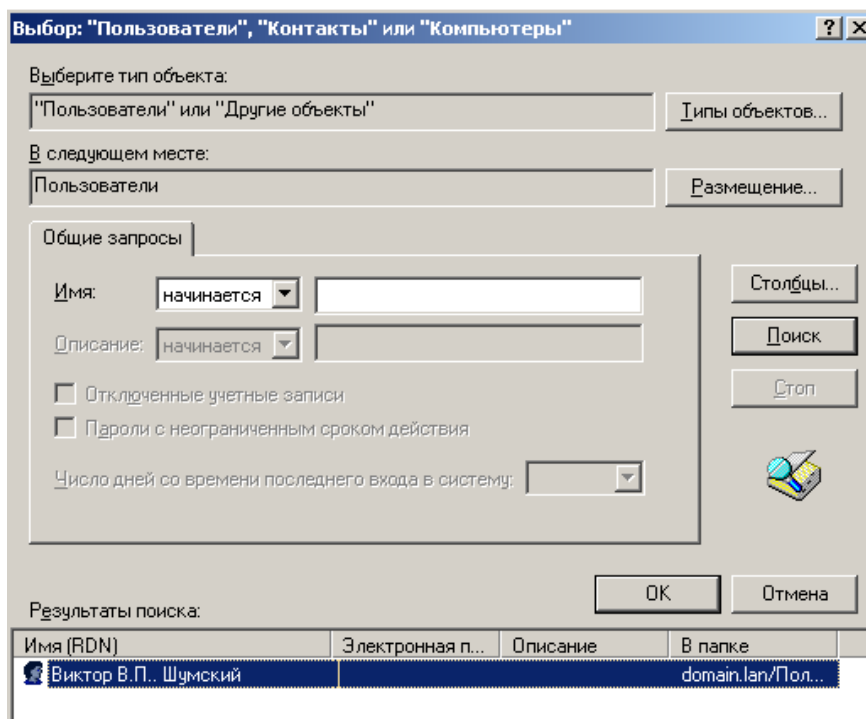 Выбор: "Пользователи", "Контакты" или "Компьютеры"
Выберите тип объекта:
"Пользователи" или "Другие объекты"
Типы объектов...
В следующем месте:
Пользователи
Размещение...
Общие запросы
Имя:
начинается
Столбцы...
Описание:
начинается
Поиск
Отключенные учетные записи
Стоп
Пароли с неограниченным сроком действия
Число дней со времени последнего входа в систему:
OK
Отмена
Результаты поиска:
Имя (RDN) Электронная п... Описание В папке
Виктор В.П.. Шумский domain.lan/Пол...